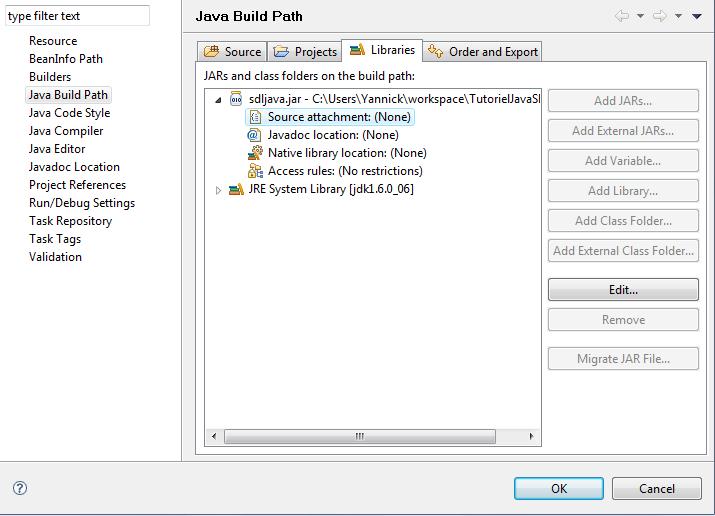 type filter text
Java Build Path
Resource
BeanInfo Path
Builders
Java Build Path
Java Code Style
Java Compiler
Java Editor
Javadoc Location
Project References
Run/Debug Settings
Task Repository
Task Tags
Validation
Source Projects Libraries Order and Export
JARs and class folders on the build path:
sdljava.jar - C:\Users\Yannick\workspace\TutorielJavaSl
Source attachment: (None)
Javadoc location: (None)
Native library location: (None)
Access rules: (No restrictions)
JRE System Library [jdk1.6.0_06]
Add JARs...
Add External JARs...
Add Variable...
Add Library...
Add Class Folder...
Add External Class Folder...
Edit...
Remove
Migrate JAR File...
OK Cancel